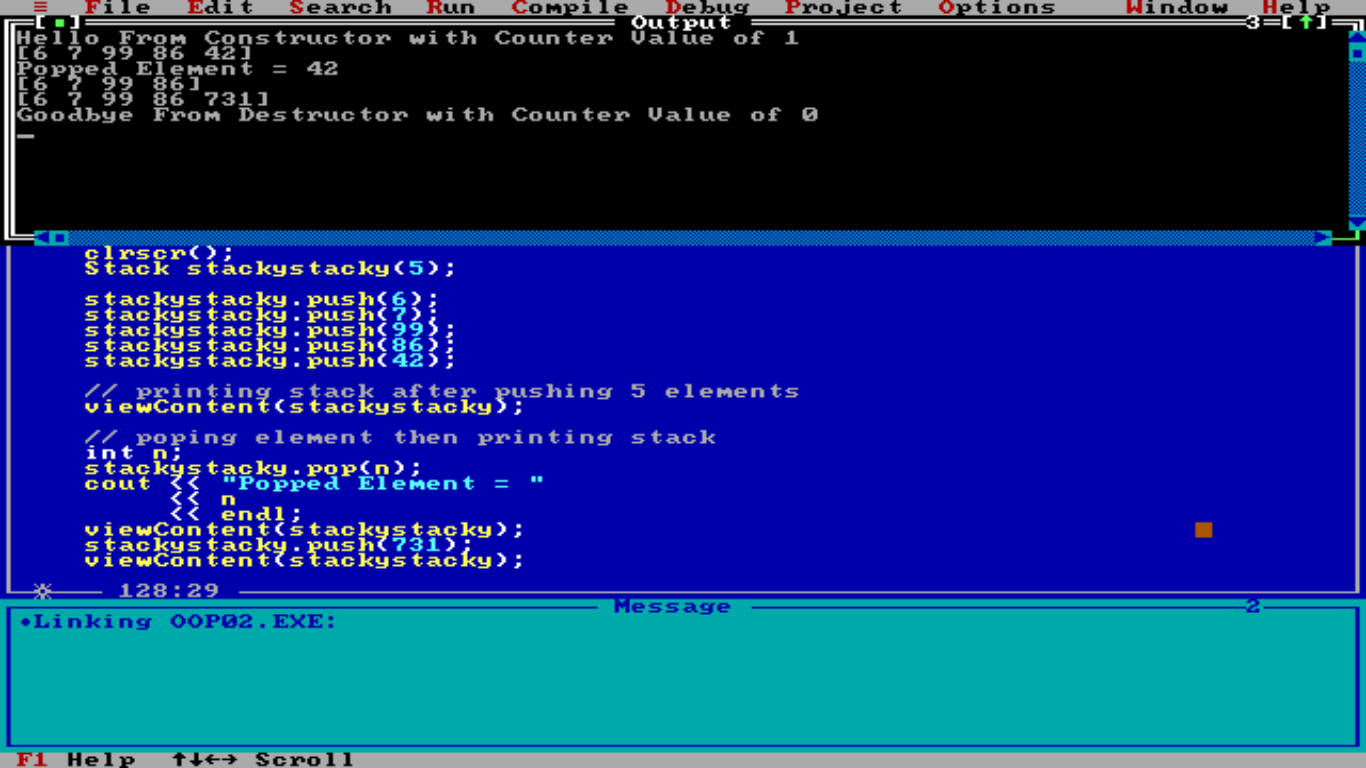 ≡ File Edit Search Run Compile Debug Project Options Window Help
[■] Output 3=[↑]
Hello From Constructor with Counter Value of 1
[6 7 99 86 42]
Popped Element = 42
[6 7 99 86]
[6 7 99 86 731]
Goodbye From Destructor with Counter Value of 0
clrscr();
Stack stackystacky(5);
stackystacky.push(6);
stackystacky.push(7);
stackystacky.push(99);
stackystacky.push(86);
stackystacky.push(42);
// printing stack after pushing 5 elements
viewContent(stackystacky);
// poping element then printing stack
int n;
stackystacky.pop(n);
cout << "Popped Element = "
<< n
<< endl;
viewContent(stackystacky);
stackystacky.push(731);
viewContent(stackystacky);
128:29
Message 2
•Linking OOP02.EXE:
F1 Help ↑↓←→ Scroll